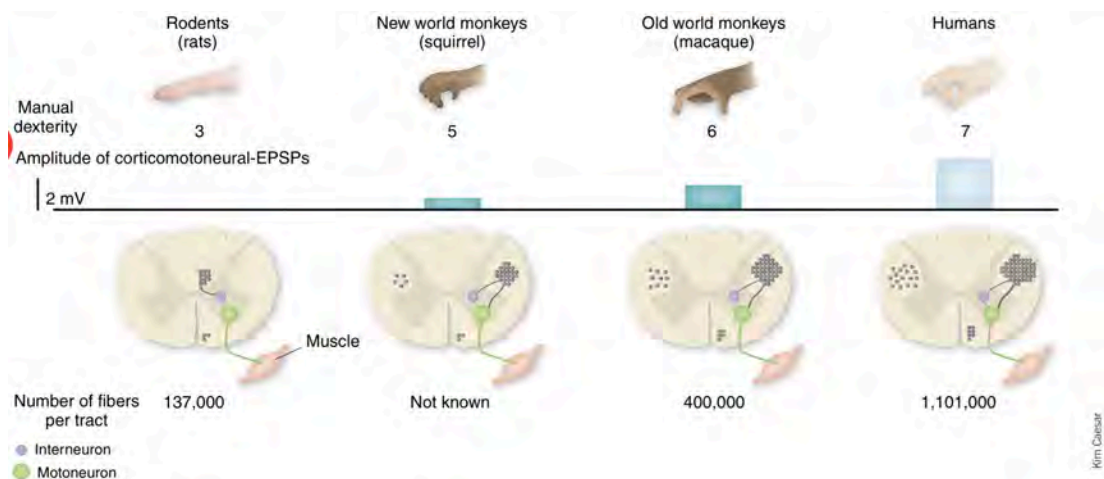 Rodents
(rats)
New world monkeys
(squirrel)
Old world monkeys
(macaque)
Humans
Manual
dexterity
3
5
6
7
Amplitude of corticomotoneural-EPSPs
2 mV
Muscle
Number of fibers
per tract
137,000
Not known
400,000
1,101,000
Interneuron
Motoneuron
Kim Caesar